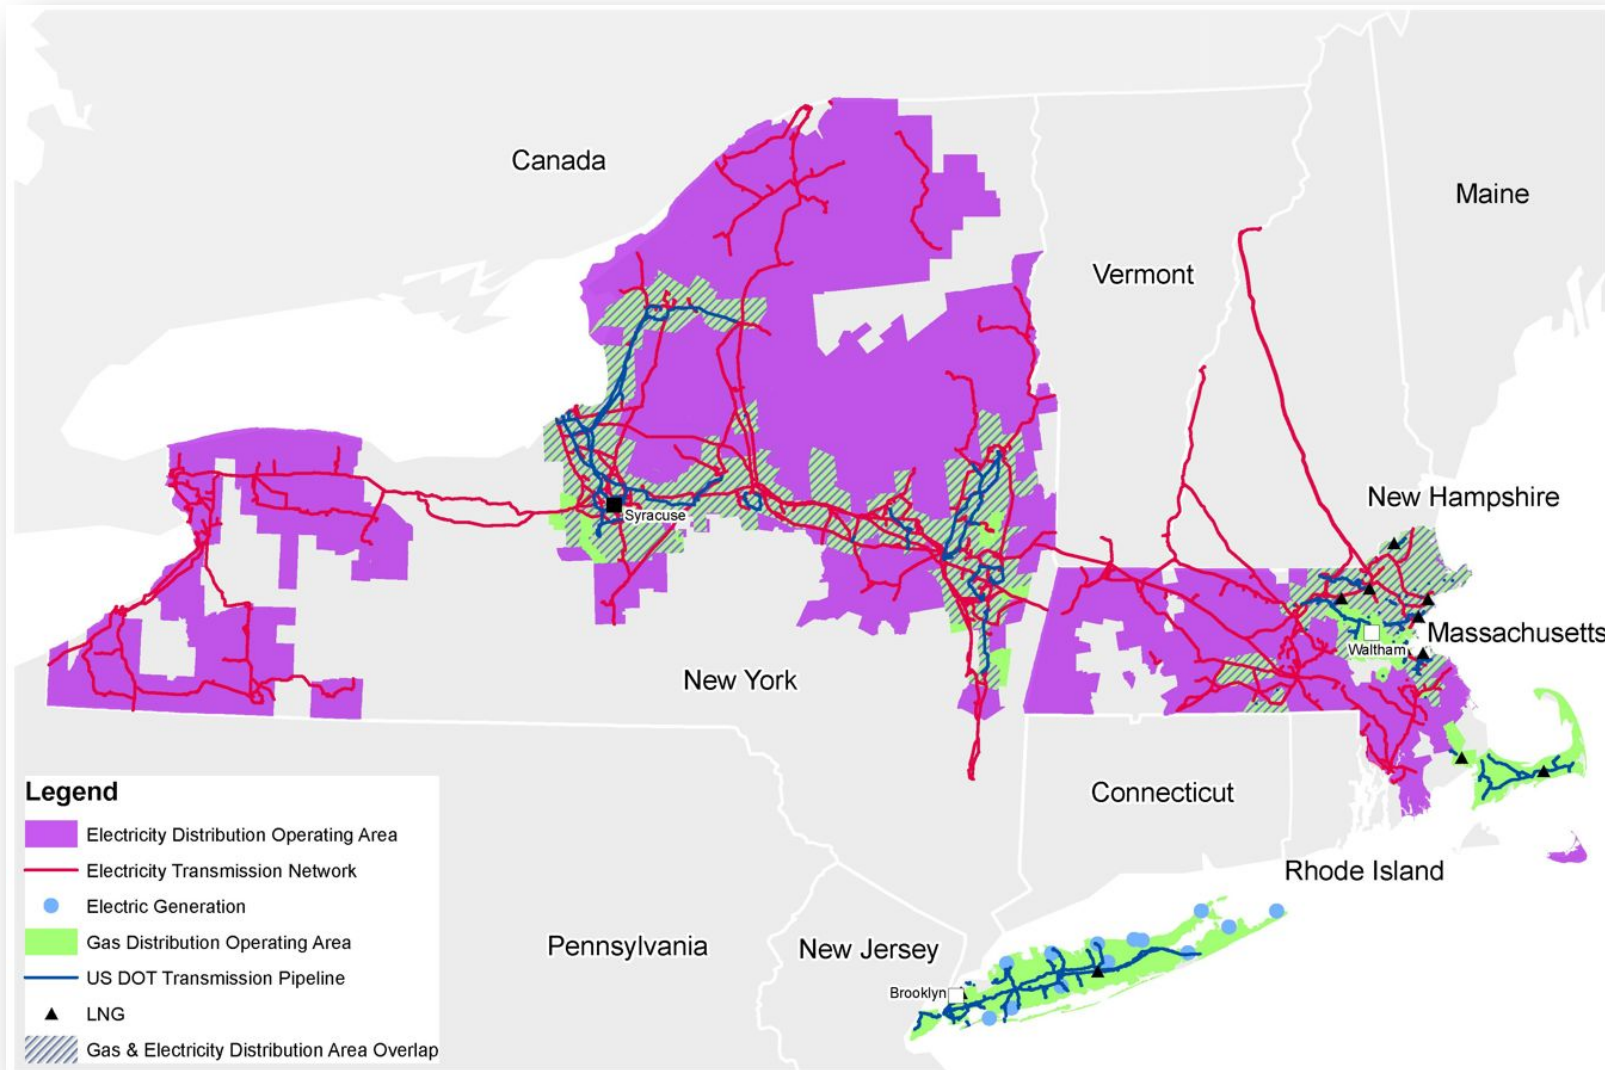 Canada
Maine
Vermont
New Hampshire
Syracuse
Massachusetts
Waltham
New York
Connecticut
Rhode Island
Pennsylvania
New Jersey
Brooklyn
Legend
Electricity Distribution Operating Area
Electricity Transmission Network
Electric Generation
Gas Distribution Operating Area
US DOT Transmission Pipeline
LNG
Gas & Electricity Distribution Area Overlap